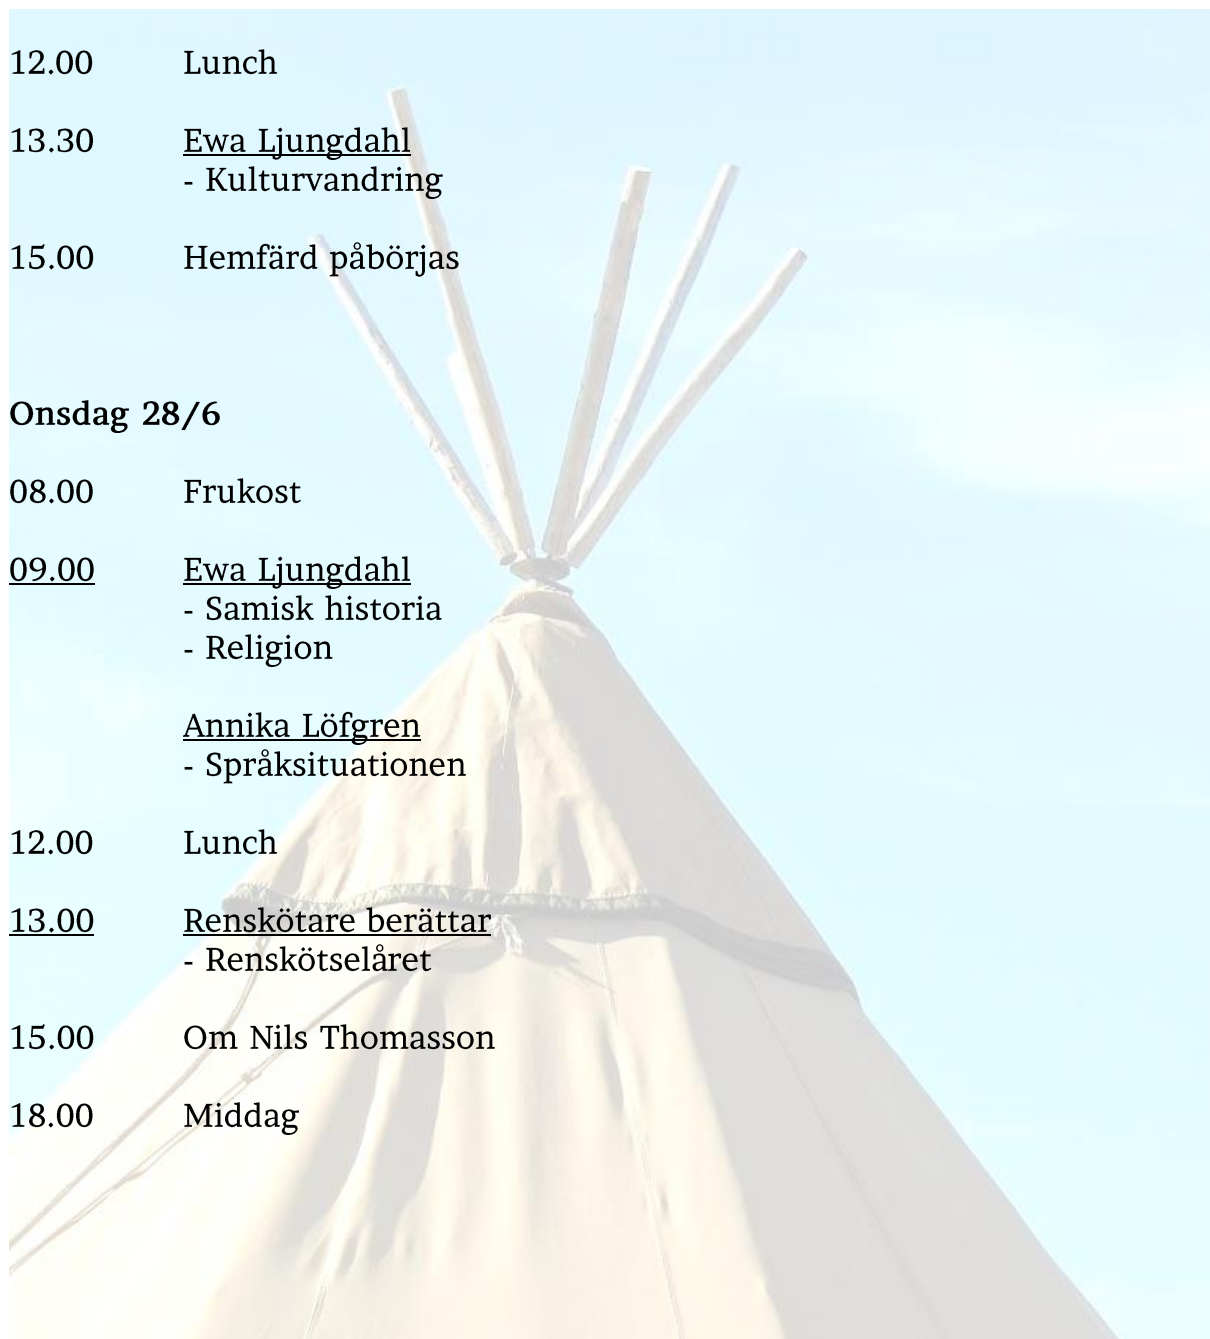 12.00 Lunch
13.30 Ewa Ljungdahl
- Kulturvandring
15.00 Hemfärd påbörjas
Onsdag 28/6
08.00 Frukost
09.00 Ewa Ljungdahl
- Samisk historia
- Religion
Annika Löfgren
- Språksituationen
12.00 Lunch
13.00 Renskötare berättar
- Renskötselåret
15.00 Om Nils Thomasson
18.00 Middag